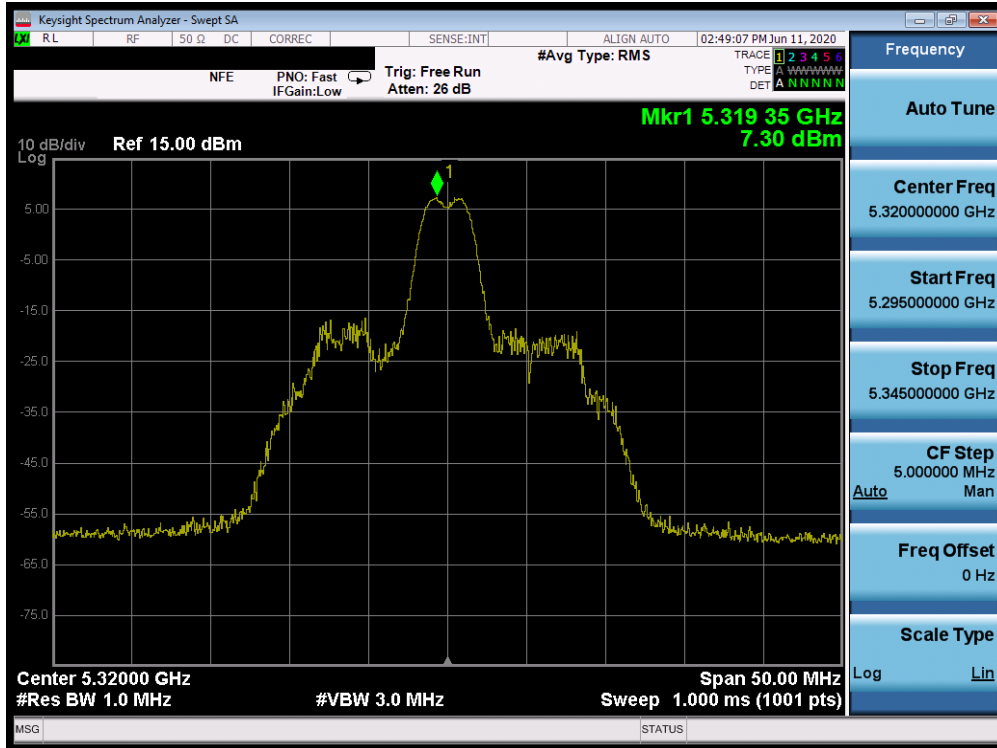 Keysight Spectrum Analyzer - Swept SA
LXI RL RF 50 Ω DC CORREC SENSE:INT ALIGN AUTO 02:49:07 PM Jun 11, 2020
#Avg Type: RMS
TRACE 1 2 3 4 5 6
TYPE A WWWWW
DET A N N N N N
NFE PNO: Fast Trig: Free Run
IFGain:Low Atten: 26 dB
Mkr1 5.319 35 GHz
7.30 dBm
10 dB/div Ref 15.00 dBm
Log
1
5.00
-5.00
-15.0
-25.0
-35.0
-45.0
-55.0
-65.0
-75.0
Center 5.32000 GHz Span 50.00 MHz
#Res BW 1.0 MHz #VBW 3.0 MHz Sweep 1.000 ms (1001 pts)
MSG STATUS
Frequency
Auto Tune
Center Freq
5.320000000 GHz
Start Freq
5.295000000 GHz
Stop Freq
5.345000000 GHz
CF Step
5.000000 MHz
Auto Man
Freq Offset
0 Hz
Scale Type
Log Lin